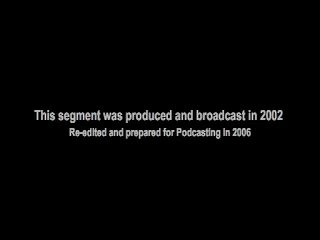 This segment was produced and broadcast in 2002
Re-edited and prepared for Podcasting in 2006